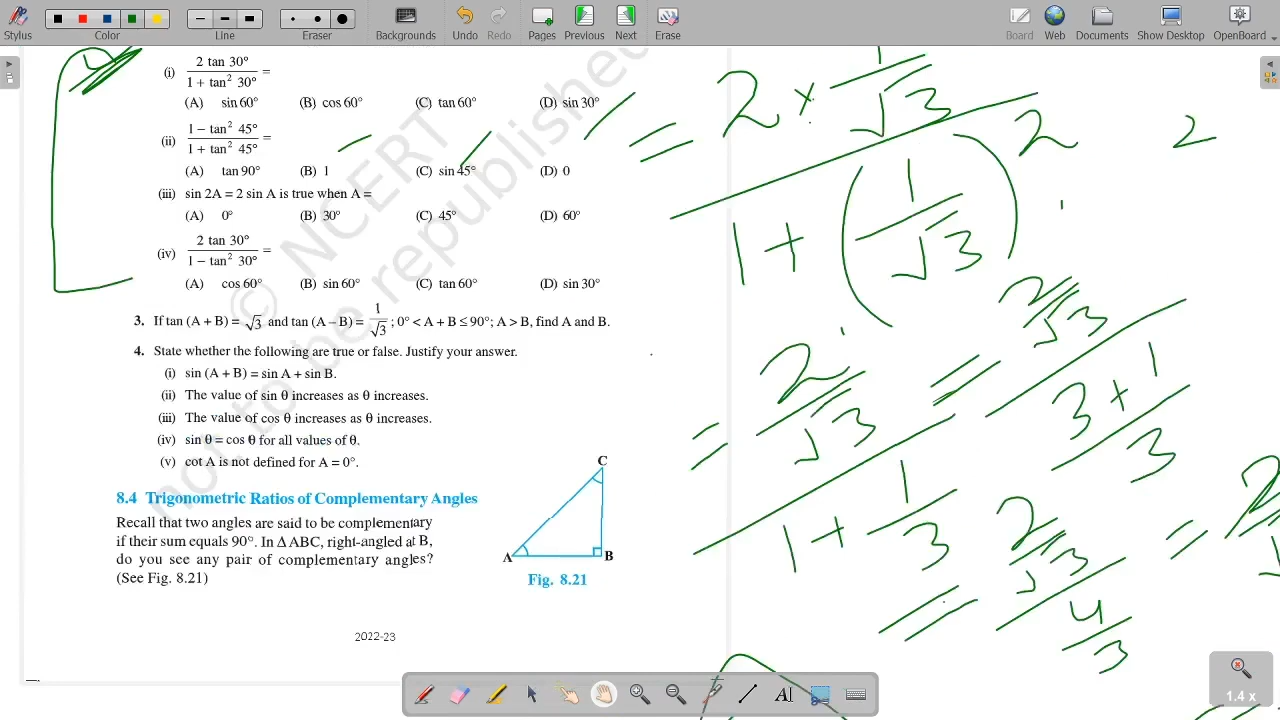 Stylus Color Line Eraser Backgrounds Undo Redo Pages Previous Next Erase Board Web Documents Show Desktop OpenBoard
(i) 2 tan 30° / 1 + tan² 30° =
(A) sin 60° (B) cos 60° (C) tan 60° (D) sin 30°
(ii) 1 − tan² 45° / 1 + tan² 45° =
(A) tan 90° (B) 1 (C) sin 45° (D) 0
(iii) sin 2A = 2 sin A is true when A =
(A) 0° (B) 30° (C) 45° (D) 60°
(iv) 2 tan 30° / 1 − tan² 30° =
(A) cos 60° (B) sin 60° (C) tan 60° (D) sin 30°
3. If tan (A + B) = √3 and tan (A – B) = 1/√3 ; 0° < A + B ≤ 90°; A > B, find A and B.
4. State whether the following are true or false. Justify your answer.
(i) sin (A + B) = sin A + sin B.
(ii) The value of sin θ increases as θ increases.
(iii) The value of cos θ increases as θ increases.
(iv) sin θ = cos θ for all values of θ.
(v) cot A is not defined for A = 0°.
8.4 Trigonometric Ratios of Complementary Angles
Recall that two angles are said to be complementary
if their sum equals 90°. In Δ ABC, right-angled at B,
do you see any pair of complementary angles?
(See Fig. 8.21)
C
A B
Fig. 8.21
2022-23
© NCERT
not to be republished
= 2 × 1/√3 / 1 + (1/√3)²
2
= 2/√3 / 1 + 1/3 = 2/√3 / 3 + 1/3
= 2/√3 / 4/3 =
1.4 x